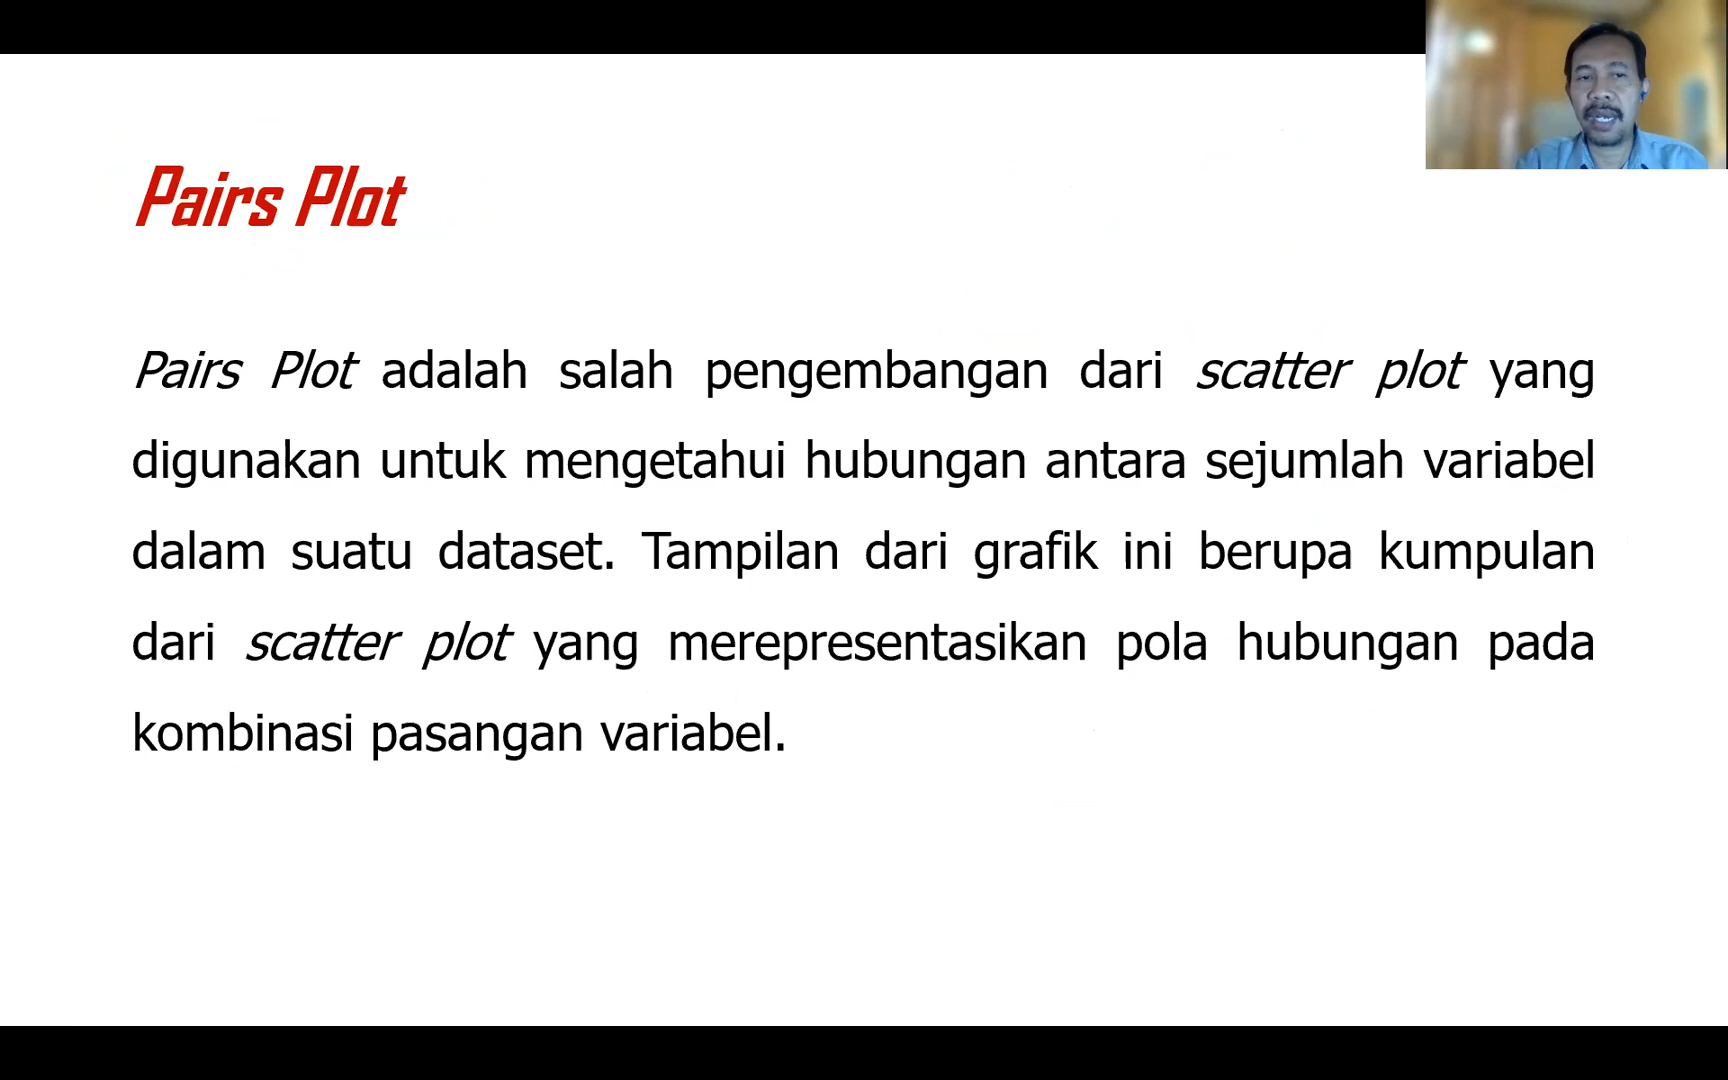 Pairs Plot
Pairs Plot adalah salah pengembangan dari scatter plot yang
digunakan untuk mengetahui hubungan antara sejumlah variabel
dalam suatu dataset. Tampilan dari grafik ini berupa kumpulan
dari scatter plot yang merepresentasikan pola hubungan pada
kombinasi pasangan variabel.